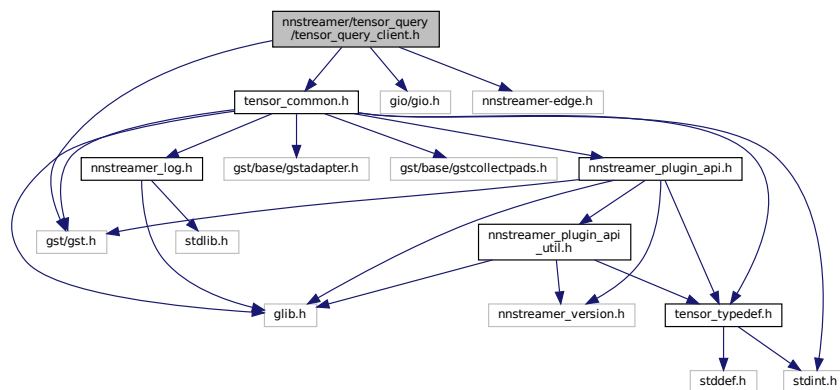 nnstreamer/tensor_query
/tensor_query_client.h
tensor_common.h
gio/gio.h
nnstreamer-edge.h
nnstreamer_log.h
gst/base/gstadapter.h
gst/base/gstcollectpads.h
nnstreamer_plugin_api.h
gst/gst.h
stdlib.h
nnstreamer_plugin_api
_util.h
glib.h
nnstreamer_version.h
tensor_typedef.h
stddef.h
stdint.h